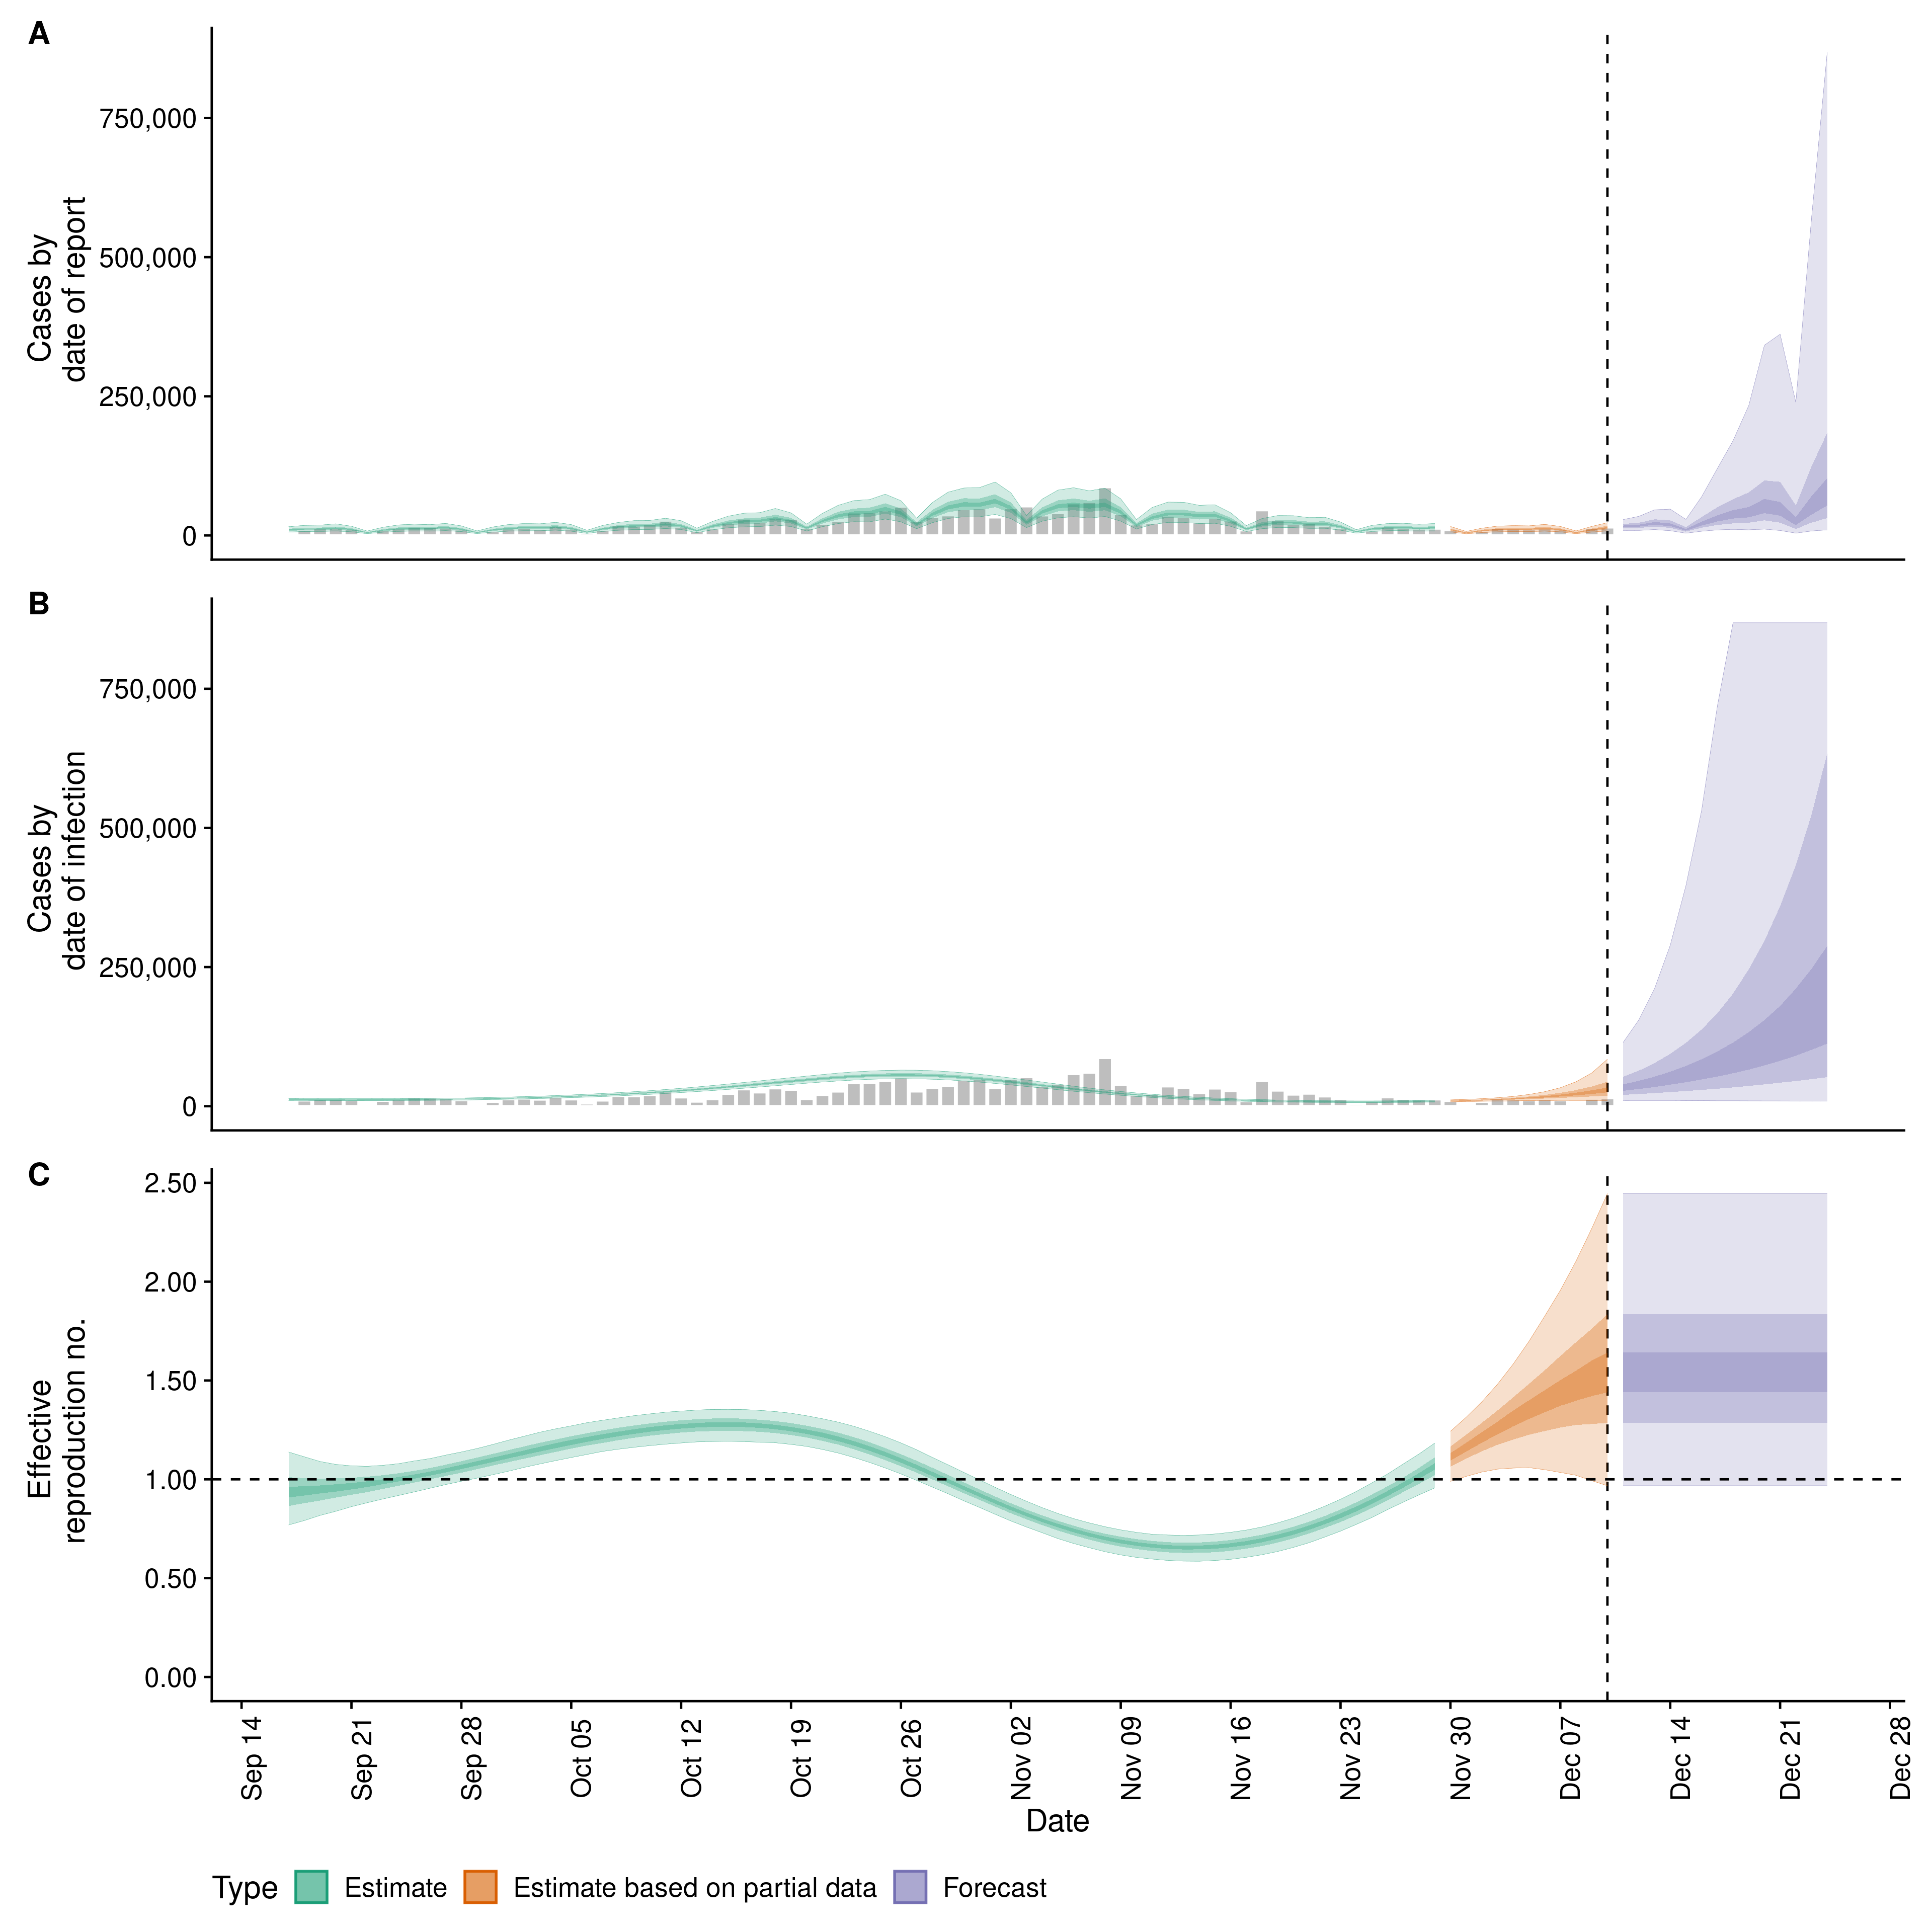 A
750,000
500,000
250,000
0
Cases by
date of report
B
750,000
500,000
250,000
0
Cases by
date of infection
C
2.50
2.00
1.50
1.00
0.50
0.00
Effective
reproduction no.
Sep 14
Sep 21
Sep 28
Oct 05
Oct 12
Oct 19
Oct 26
Nov 02
Nov 09
Nov 16
Nov 23
Nov 30
Dec 07
Dec 14
Dec 21
Dec 28
Date
Type Estimate Estimate based on partial data Forecast